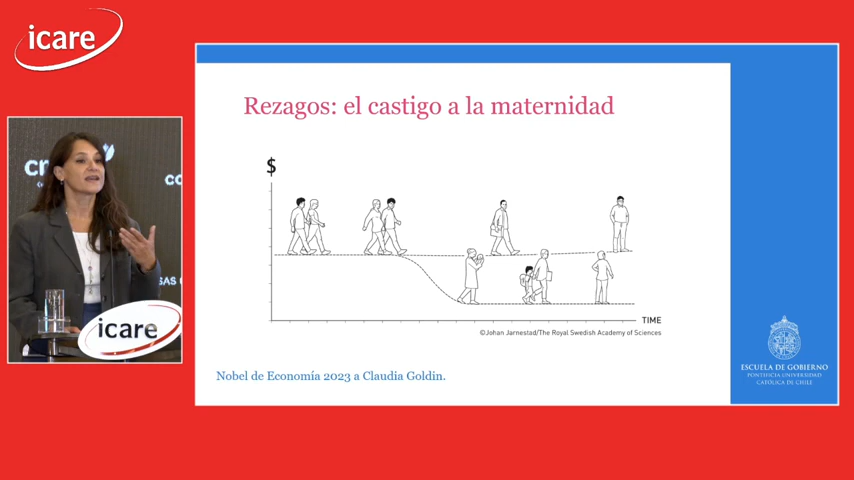 icare
Rezagos: el castigo a la maternidad
$
TIME
©Johan Jarnestad/The Royal Swedish Academy of Sciences
Nobel de Economía 2023 a Claudia Goldin.
ESCUELA DE GOBIERNO
PONTIFICIA UNIVERSIDAD
CATÓLICA DE CHILE
icare